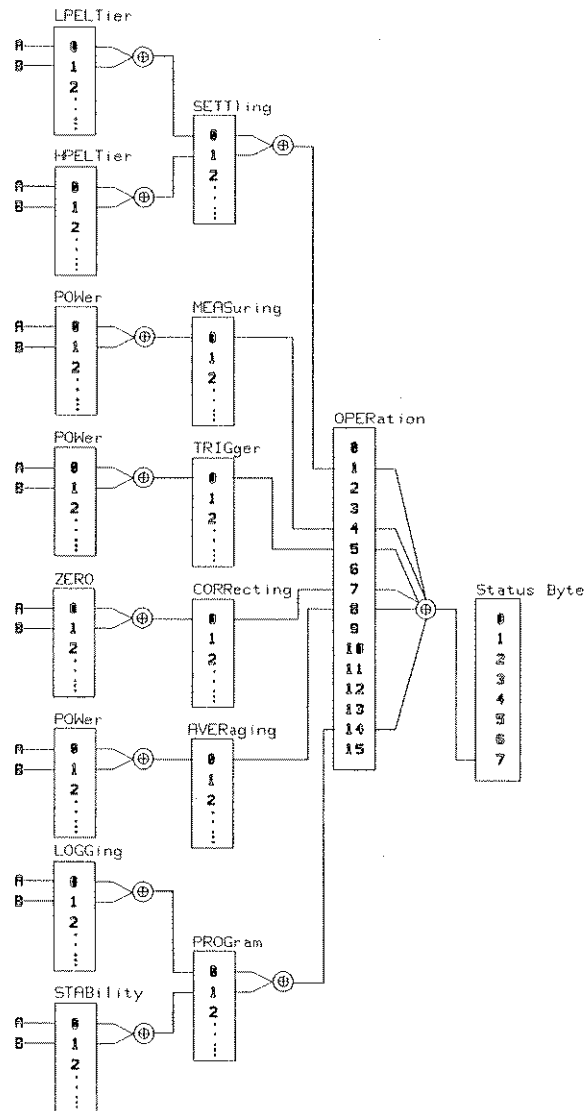 LPELTier
A 0
B 1
2
SETTling
0
1
2
HPELTier
A 0
B 1
2
POWer
A 0
B 1
2
MEASuring
0
1
2
OPERation
0
1
2
3
4
5
6
7
8
9
10
11
12
13
14
15
POWer
A 0
B 1
2
TRIGger
0
1
2
ZERO
A 0
B 1
2
CORRecting
0
1
2
Status Byte
0
1
2
3
4
5
6
7
POWer
A 0
B 1
2
AVERaging
0
1
2
LOGGing
A 0
B 1
2
PROGram
0
1
2
STABility
A 0
B 1
2